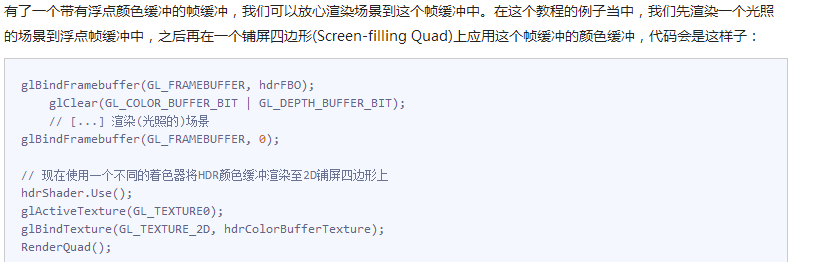 有了一个带有浮点颜色缓冲的帧缓冲，我们可以放心渲染场景到这个帧缓冲中。在这个教程的例子当中，我们先渲染一个光照
的场景到浮点帧缓冲中，之后再在一个铺屏四边形(Screen-filling Quad)上应用这个帧缓冲的颜色缓冲，代码会是这样子：
glBindFramebuffer(GL_FRAMEBUFFER, hdrFBO);
    glClear(GL_COLOR_BUFFER_BIT | GL_DEPTH_BUFFER_BIT);
    // [...] 渲染(光照的)场景
glBindFramebuffer(GL_FRAMEBUFFER, 0);
// 现在使用一个不同的着色器将HDR颜色缓冲渲染至2D铺屏四边形上
hdrShader.Use();
glActiveTexture(GL_TEXTURE0);
glBindTexture(GL_TEXTURE_2D, hdrColorBufferTexture);
RenderQuad();